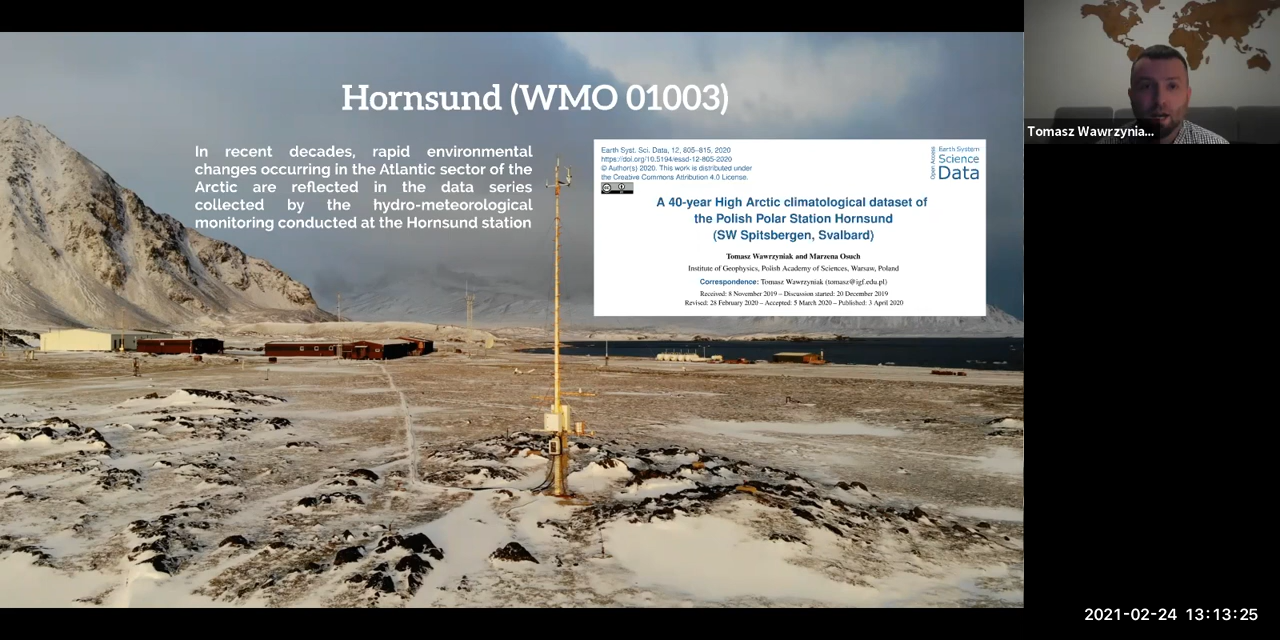 Hornsund (WMO 01003)
In recent decades, rapid environmental
changes occurring in the Atlantic sector of the
Arctic are reflected in the data series
collected by the hydro-meteorological
monitoring conducted at the Hornsund station
Earth Syst. Sci. Data, 12, 805–815, 2020
https://doi.org/10.5194/essd-12-805-2020
© Author(s) 2020. This work is distributed under
the Creative Commons Attribution 4.0 License.
Open Access
Earth System
Science
Data
A 40-year High Arctic climatological dataset of
the Polish Polar Station Hornsund
(SW Spitsbergen, Svalbard)
Tomasz Wawrzyniak and Marzena Osuch
Institute of Geophysics, Polish Academy of Sciences, Warsaw, Poland
Correspondence: Tomasz Wawrzyniak (tomasz@igf.edu.pl)
Received: 8 November 2019 – Discussion started: 20 December 2019
Revised: 28 February 2020 – Accepted: 5 March 2020 – Published: 3 April 2020
Tomasz Wawrzynia...
2021-02-24 13:13:25